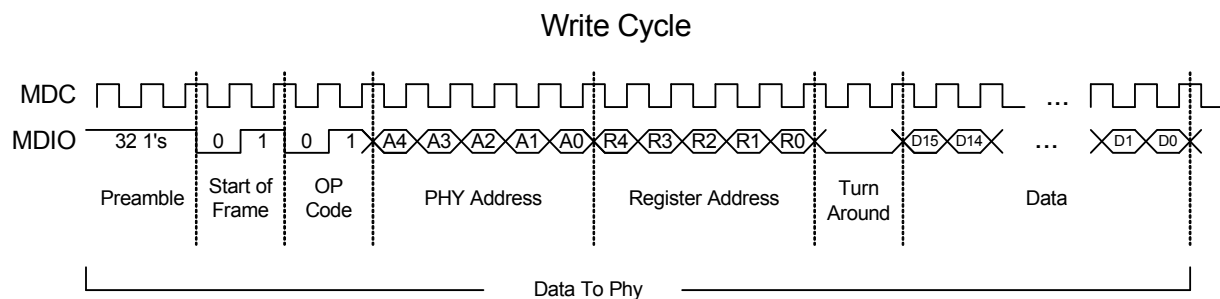 Write Cycle
MDC ...
MDIO 32 1's 0 1 0 1 A4 A3 A2 A1 A0 R4 R3 R2 R1 R0 D15 D14 ... D1 D0
Preamble Start of Frame OP Code PHY Address Register Address Turn Around Data
Data To Phy